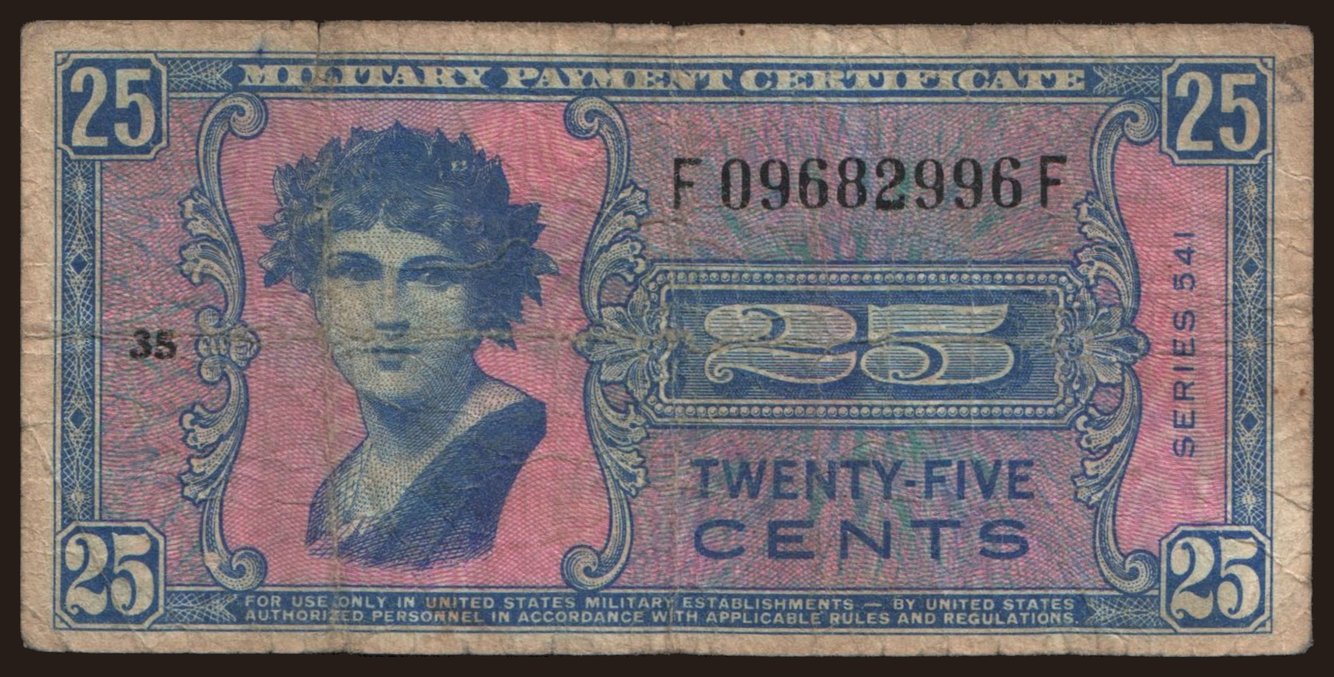 25 MILITARY PAYMENT CERTIFICATE 25
F09682996F
25
35
SERIES 541
TWENTY-FIVE
CENTS
25 25
FOR USE ONLY IN UNITED STATES MILITARY ESTABLISHMENTS — BY UNITED STATES
AUTHORIZED PERSONNEL IN ACCORDANCE WITH APPLICABLE RULES AND REGULATIONS.